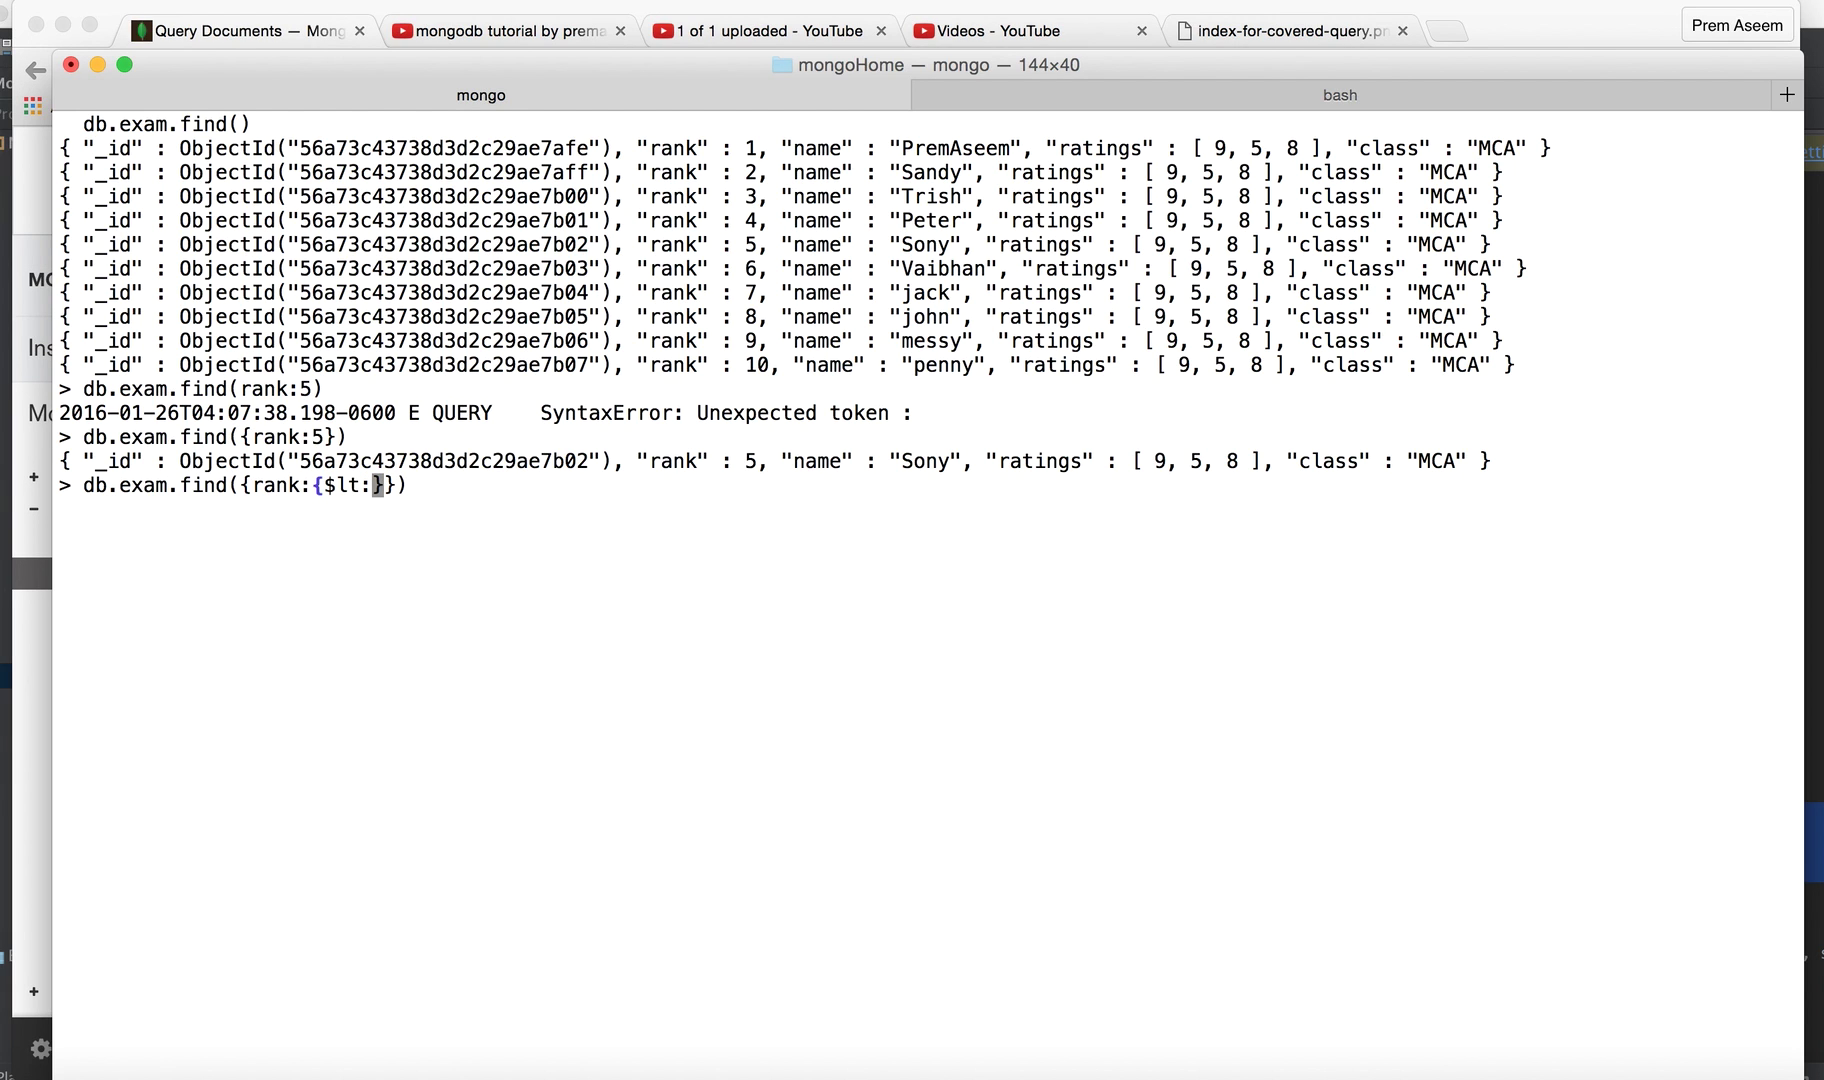 Query Documents — Mong
mongodb tutorial by prema
1 of 1 uploaded - YouTube
Videos - YouTube
index-for-covered-query.pn
Prem Aseem
mongoHome — mongo — 144×40
mongo
bash
db.exam.find()
{ "_id" : ObjectId("56a73c43738d3d2c29ae7afe"), "rank" : 1, "name" : "PremAseem", "ratings" : [ 9, 5, 8 ], "class" : "MCA" }
{ "_id" : ObjectId("56a73c43738d3d2c29ae7aff"), "rank" : 2, "name" : "Sandy", "ratings" : [ 9, 5, 8 ], "class" : "MCA" }
{ "_id" : ObjectId("56a73c43738d3d2c29ae7b00"), "rank" : 3, "name" : "Trish", "ratings" : [ 9, 5, 8 ], "class" : "MCA" }
{ "_id" : ObjectId("56a73c43738d3d2c29ae7b01"), "rank" : 4, "name" : "Peter", "ratings" : [ 9, 5, 8 ], "class" : "MCA" }
{ "_id" : ObjectId("56a73c43738d3d2c29ae7b02"), "rank" : 5, "name" : "Sony", "ratings" : [ 9, 5, 8 ], "class" : "MCA" }
{ "_id" : ObjectId("56a73c43738d3d2c29ae7b03"), "rank" : 6, "name" : "Vaibhan", "ratings" : [ 9, 5, 8 ], "class" : "MCA" }
{ "_id" : ObjectId("56a73c43738d3d2c29ae7b04"), "rank" : 7, "name" : "jack", "ratings" : [ 9, 5, 8 ], "class" : "MCA" }
{ "_id" : ObjectId("56a73c43738d3d2c29ae7b05"), "rank" : 8, "name" : "john", "ratings" : [ 9, 5, 8 ], "class" : "MCA" }
{ "_id" : ObjectId("56a73c43738d3d2c29ae7b06"), "rank" : 9, "name" : "messy", "ratings" : [ 9, 5, 8 ], "class" : "MCA" }
{ "_id" : ObjectId("56a73c43738d3d2c29ae7b07"), "rank" : 10, "name" : "penny", "ratings" : [ 9, 5, 8 ], "class" : "MCA" }
> db.exam.find(rank:5)
2016-01-26T04:07:38.198-0600 E QUERY    SyntaxError: Unexpected token :
> db.exam.find({rank:5})
{ "_id" : ObjectId("56a73c43738d3d2c29ae7b02"), "rank" : 5, "name" : "Sony", "ratings" : [ 9, 5, 8 ], "class" : "MCA" }
> db.exam.find({rank:{$lt:}})